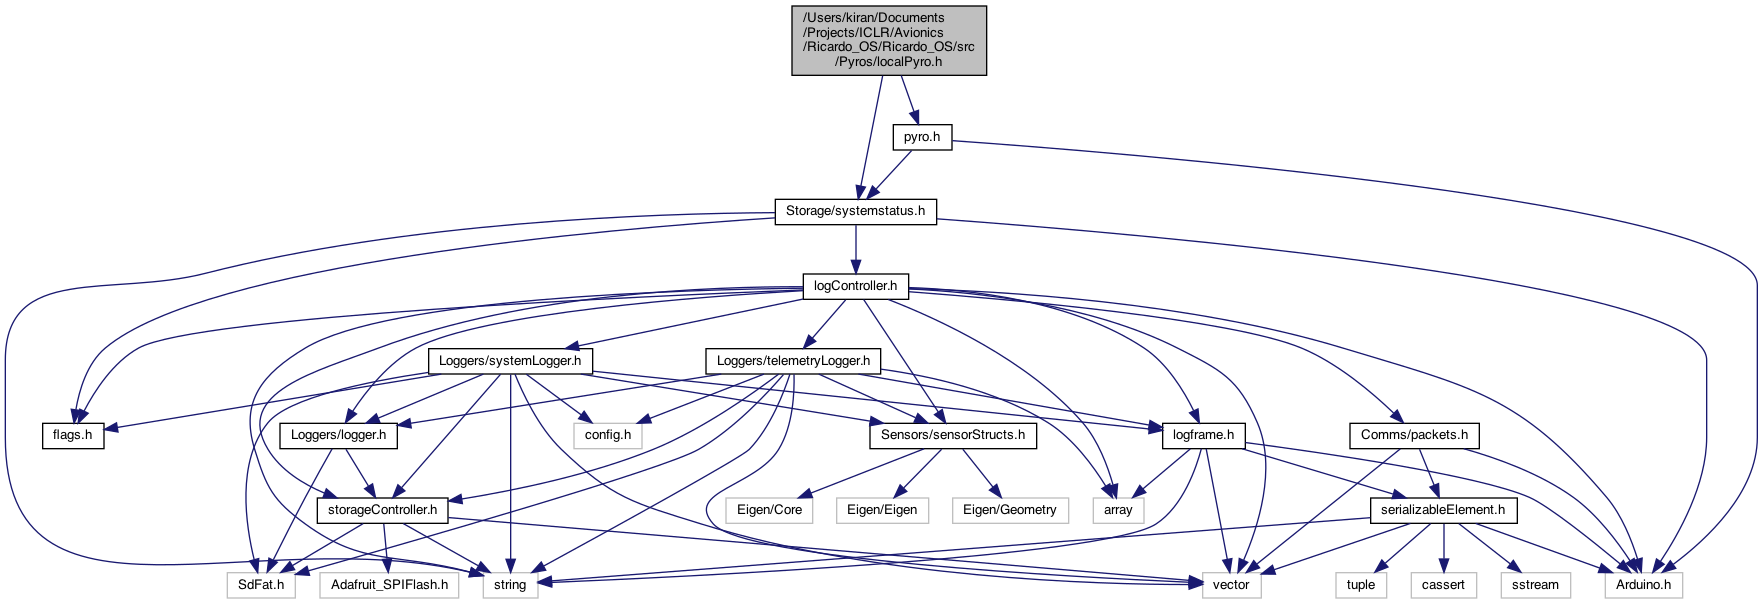 /Users/kiran/Documents
/Projects/ICLR/Avionics
/Ricardo_OS/Ricardo_OS/src
/Pyros/localPyro.h
pyro.h
Storage/systemstatus.h
logController.h
Loggers/systemLogger.h
Loggers/telemetryLogger.h
flags.h
Loggers/logger.h
config.h
Sensors/sensorStructs.h
logframe.h
Comms/packets.h
storageController.h
Eigen/Core
Eigen/Eigen
Eigen/Geometry
array
serializableElement.h
SdFat.h
Adafruit_SPIFlash.h
string
vector
tuple
cassert
sstream
Arduino.h